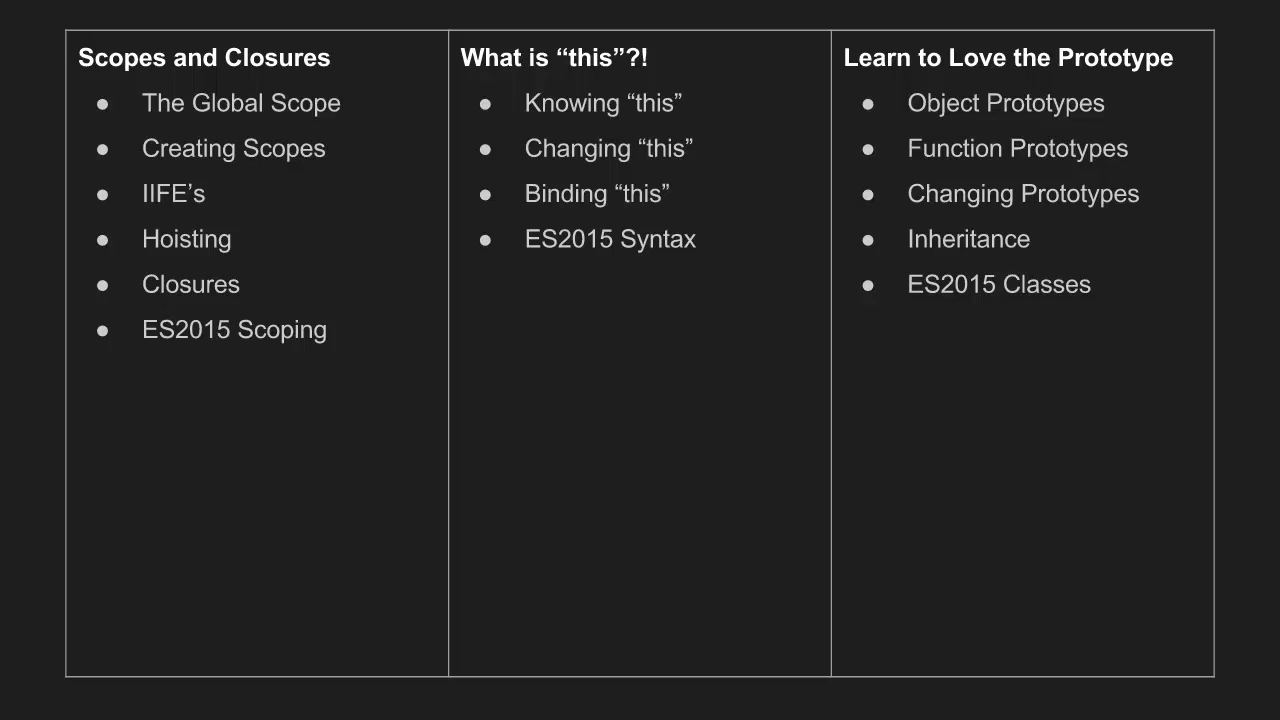 Scopes and Closures
● The Global Scope
● Creating Scopes
● IIFE’s
● Hoisting
● Closures
● ES2015 Scoping
What is “this”?!
● Knowing “this”
● Changing “this”
● Binding “this”
● ES2015 Syntax
Learn to Love the Prototype
● Object Prototypes
● Function Prototypes
● Changing Prototypes
● Inheritance
● ES2015 Classes